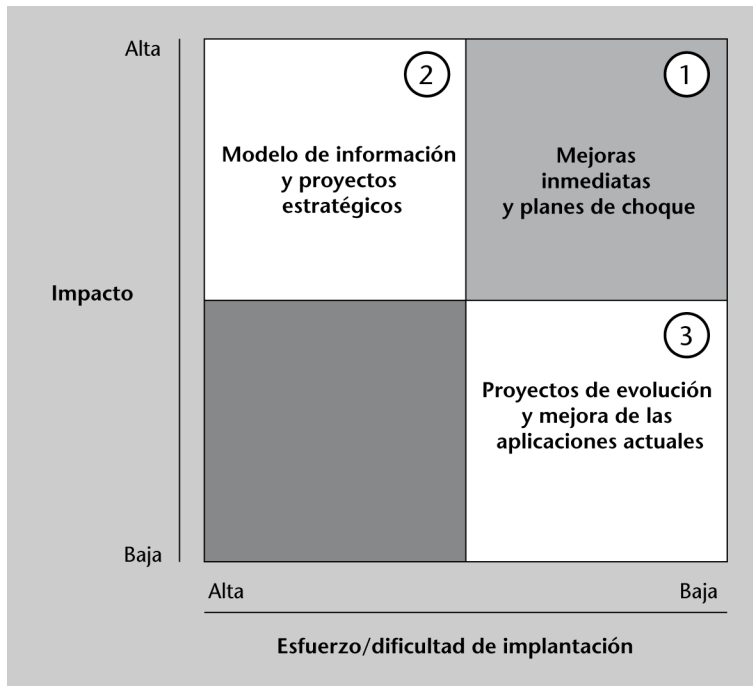 Alta
2
1
Modelo de información
y proyectos
estratégicos
Mejoras
inmediatas
y planes de choque
Impacto
3
Proyectos de evolución
y mejora de las
aplicaciones actuales
Baja
Alta
Baja
Esfuerzo/dificultad de implantación